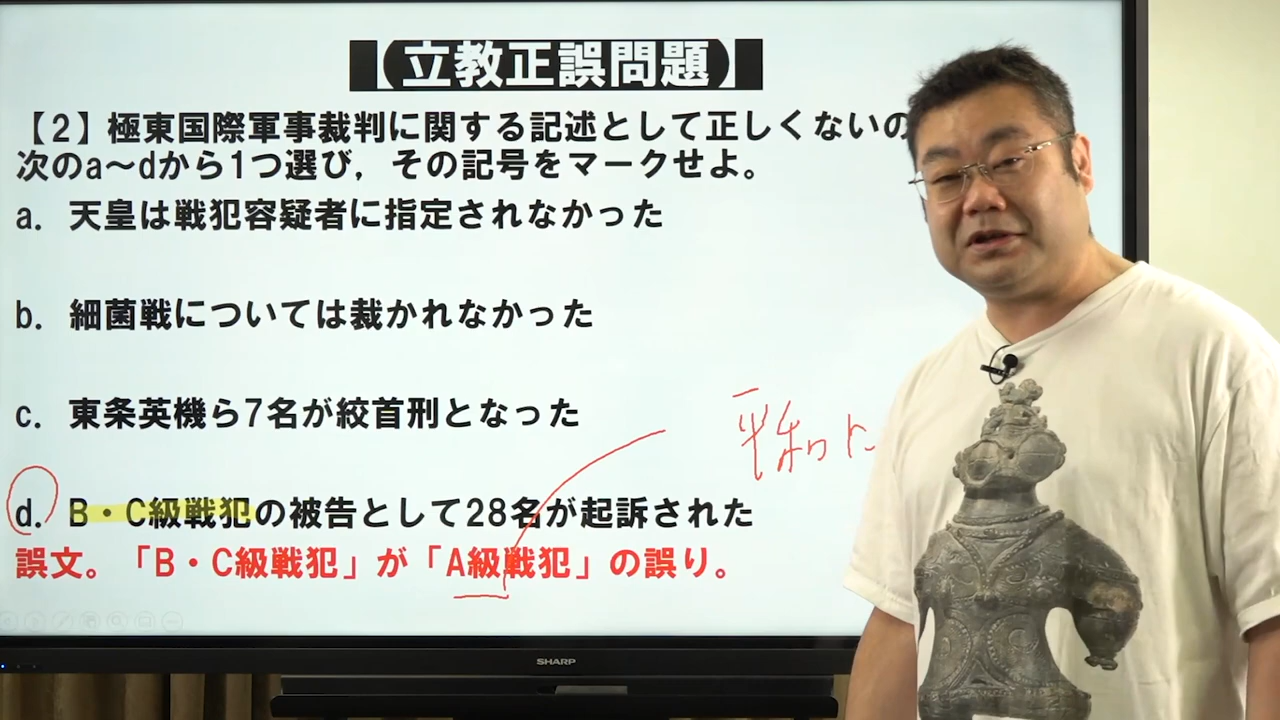 【(立教正誤問題)】
【2】極東国際軍事裁判に関する記述として正しくないの
次のa～dから1つ選び，その記号をマークせよ。
a．天皇は戦犯容疑者に指定されなかった
b．細菌戦については裁かれなかった
c．東条英機ら7名が絞首刑となった
d．B・C級戦犯の被告として28名が起訴された
誤文。「B・C級戦犯」が「A級戦犯」の誤り。
SHARP